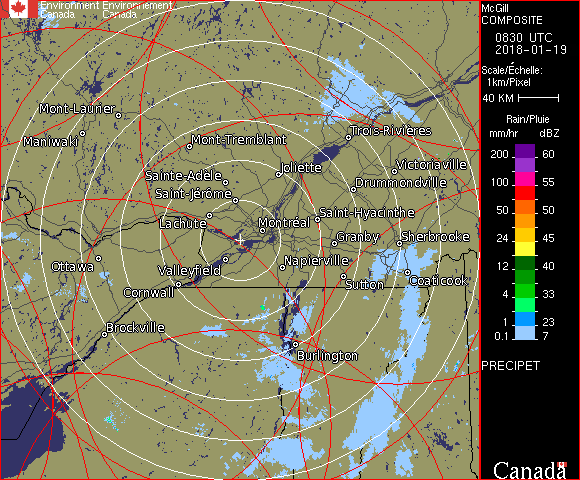 Environment Environnement
Canada Canada
McGill
COMPOSITE
0830 UTC
2018-01-19
Scale/Échelle:
1km/Pixel
40 KM
Rain/Pluie
mm/hr dBZ
200 60
100 55
50 50
24 45
12 40
4 33
1 23
0.1 7
PRECIPET
Canada
Mont-Laurier
Maniwaki
Mont-Tremblant
Trois-Rivières
Sainte-Adèle
Joliette
Victoriaville
Saint-Jérôme
Drummondville
Lachute
Montréal
Saint-Hyacinthe
Granby
Sherbrooke
Ottawa
Valleyfield
Napierville
Cornwall
Sutton
Coaticook
Brockville
Burlington